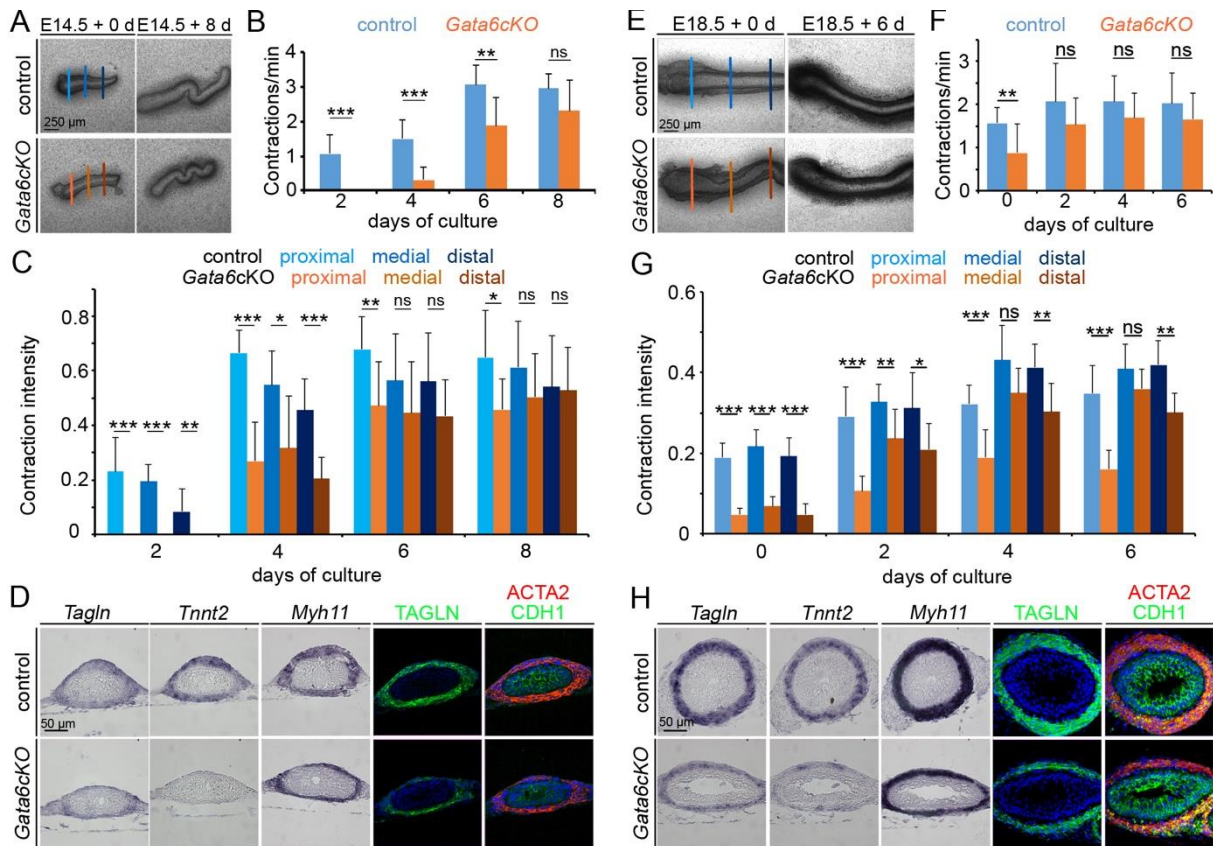 A
E14.5 + 0 d
E14.5 + 8 d
control
250 µm
Gata6cKO
B
control
Gata6cKO
Contractions/min
4
3
2
1
0
***
***
**
ns
2
4
6
8
days of culture
C
control proximal medial distal
Gata6cKO proximal medial distal
Contraction intensity
0.8
0.6
0.4
0.2
0
*** *** **
*** * ***
** ns ns
* ns ns
2
4
6
8
days of culture
D
Tagln
Tnnt2
Myh11
TAGLN
ACTA2
CDH1
control
50 µm
Gata6cKO
E
E18.5 + 0 d
E18.5 + 6 d
control
250 µm
Gata6cKO
F
control
Gata6cKO
Contractions/min
4
3
2
1
0
**
ns
ns
ns
0
2
4
6
days of culture
G
control proximal medial distal
Gata6cKO proximal medial distal
Contraction intensity
0.6
0.4
0.2
0
*** *** ***
*** ** *
*** ns **
*** ns **
0
2
4
6
days of culture
H
Tagln
Tnnt2
Myh11
TAGLN
ACTA2
CDH1
control
50 µm
Gata6cKO